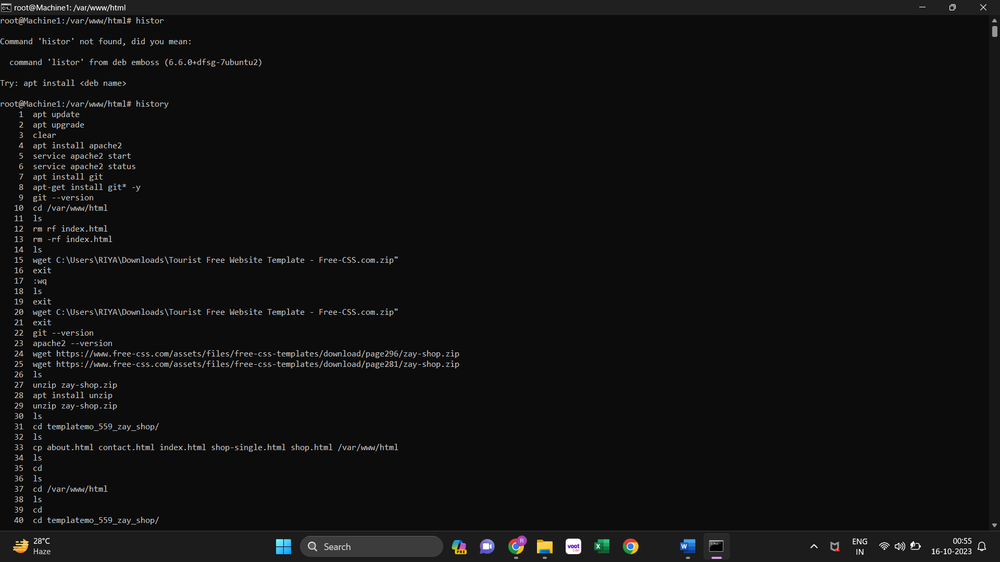 root@Machine1: /var/www/html
root@Machine1:/var/www/html# histor
Command 'histor' not found, did you mean:
command 'listor' from deb emboss (6.6.0+dfsg-7ubuntu2)
Try: apt install <deb name>
root@Machine1:/var/www/html# history
1 apt update
2 apt upgrade
3 clear
4 apt install apache2
5 service apache2 start
6 service apache2 status
7 apt install git
8 apt-get install git* -y
9 git --version
10 cd /var/www/html
11 ls
12 rm rf index.html
13 rm -rf index.html
14 ls
15 wget C:\Users\RIYA\Downloads\Tourist Free Website Template - Free-CSS.com.zip"
16 exit
17 :wq
18 ls
19 exit
20 wget C:\Users\RIYA\Downloads\Tourist Free Website Template - Free-CSS.com.zip"
21 exit
22 git --version
23 apache2 --version
24 wget https://www.free-css.com/assets/files/free-css-templates/download/page296/zay-shop.zip
25 wget https://www.free-css.com/assets/files/free-css-templates/download/page281/zay-shop.zip
26 ls
27 unzip zay-shop.zip
28 apt install unzip
29 unzip zay-shop.zip
30 ls
31 cd templatemo_559_zay_shop/
32 ls
33 cp about.html contact.html index.html shop-single.html shop.html /var/www/html
34 ls
35 cd
36 ls
37 cd /var/www/html
38 ls
39 cd
40 cd templatemo_559_zay_shop/
28°C
Haze
Search
PRE
R
voot
Lite
X
W
ENG
IN
00:55
16-10-2023